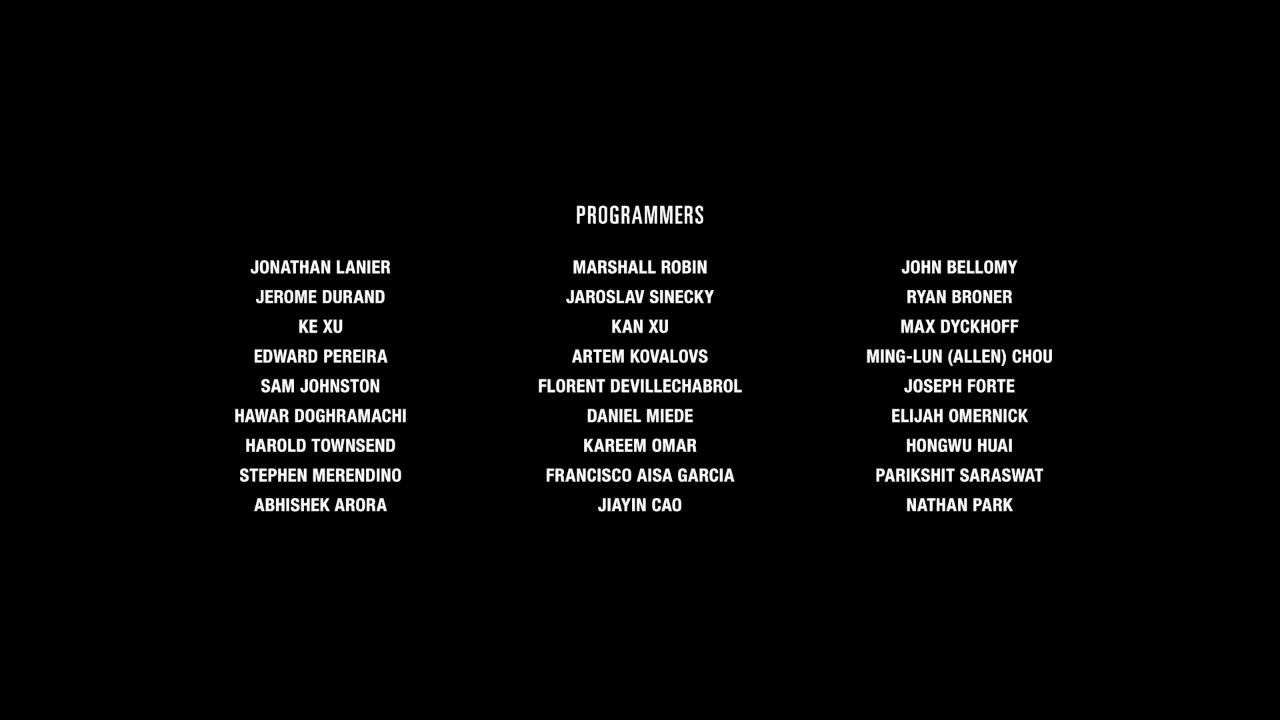 PROGRAMMERS
JONATHAN LANIER MARSHALL ROBIN JOHN BELLOMY
JEROME DURAND JAROSLAV SINECKY RYAN BRONER
KE XU KAN XU MAX DYCKHOFF
EDWARD PEREIRA ARTEM KOVALOVS MING-LUN (ALLEN) CHOU
SAM JOHNSTON FLORENT DEVILLECHABROL JOSEPH FORTE
HAWAR DOGHRAMACHI DANIEL MIEDE ELIJAH OMERNICK
HAROLD TOWNSEND KAREEM OMAR HONGWU HUAI
STEPHEN MERENDINO FRANCISCO AISA GARCIA PARIKSHIT SARASWAT
ABHISHEK ARORA JIAYIN CAO NATHAN PARK